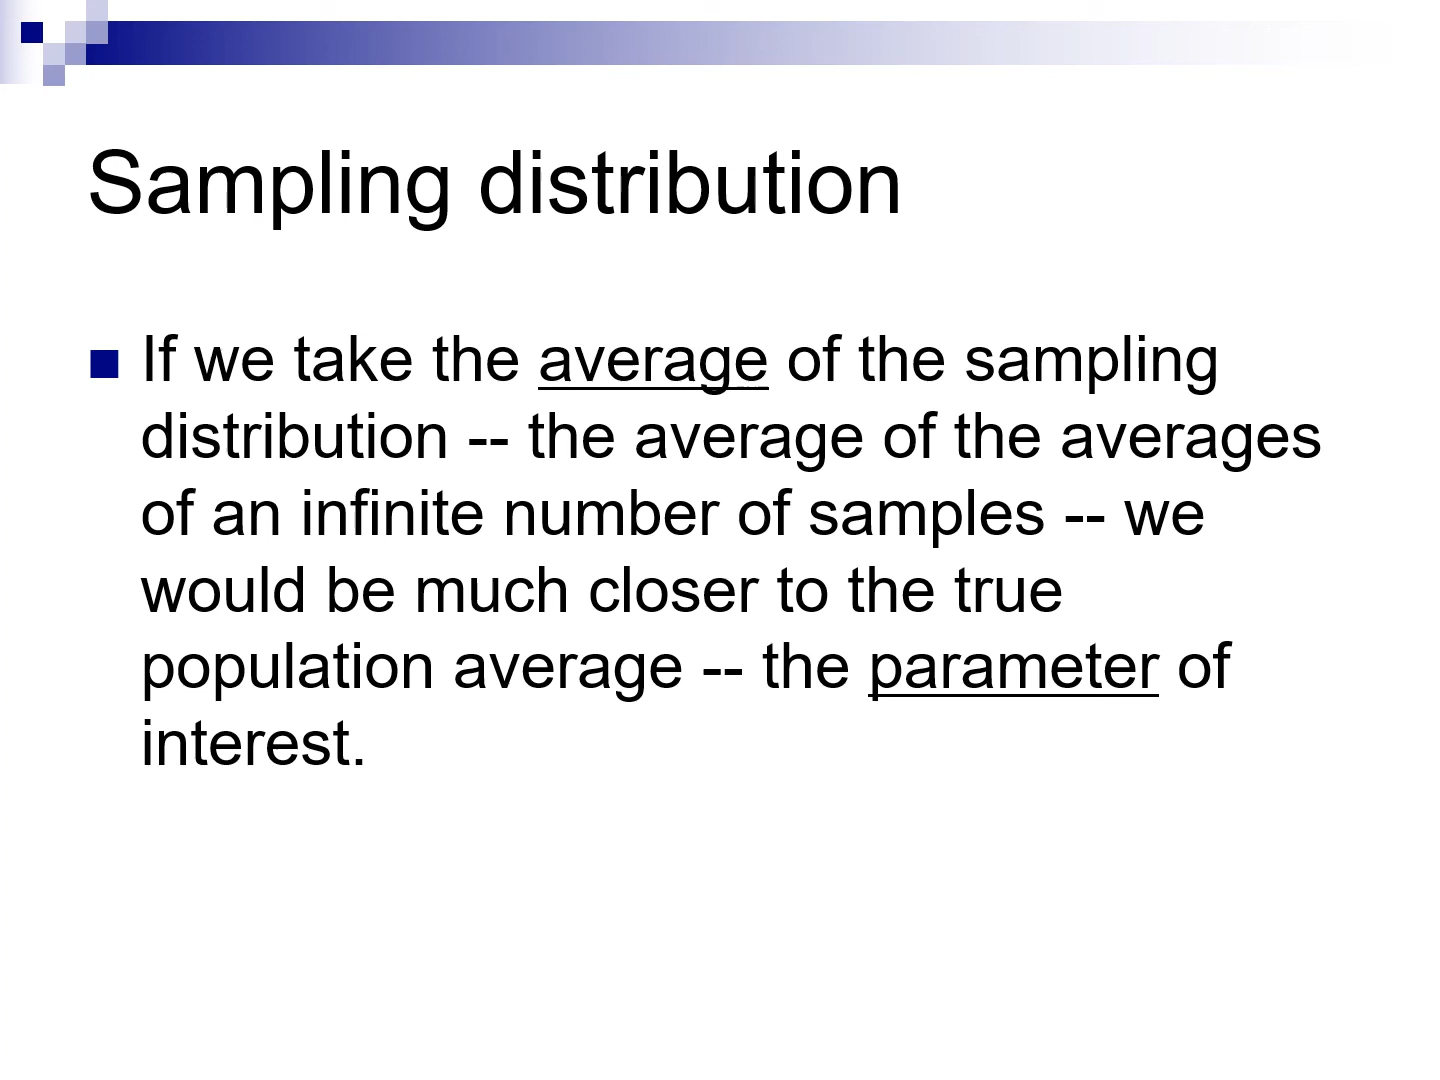 Sampling distribution
If we take the average of the sampling
distribution -- the average of the averages
of an infinite number of samples -- we
would be much closer to the true
population average -- the parameter of
interest.